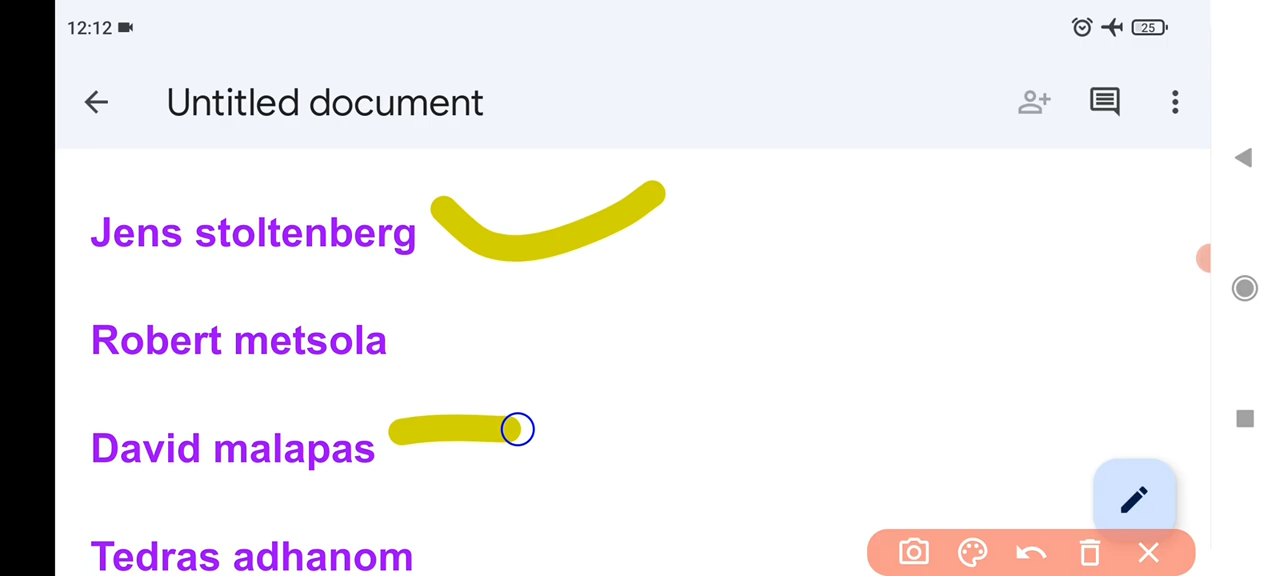 12:12
25
Untitled document
Jens stoltenberg
Robert metsola
David malapas
Tedras adhanom